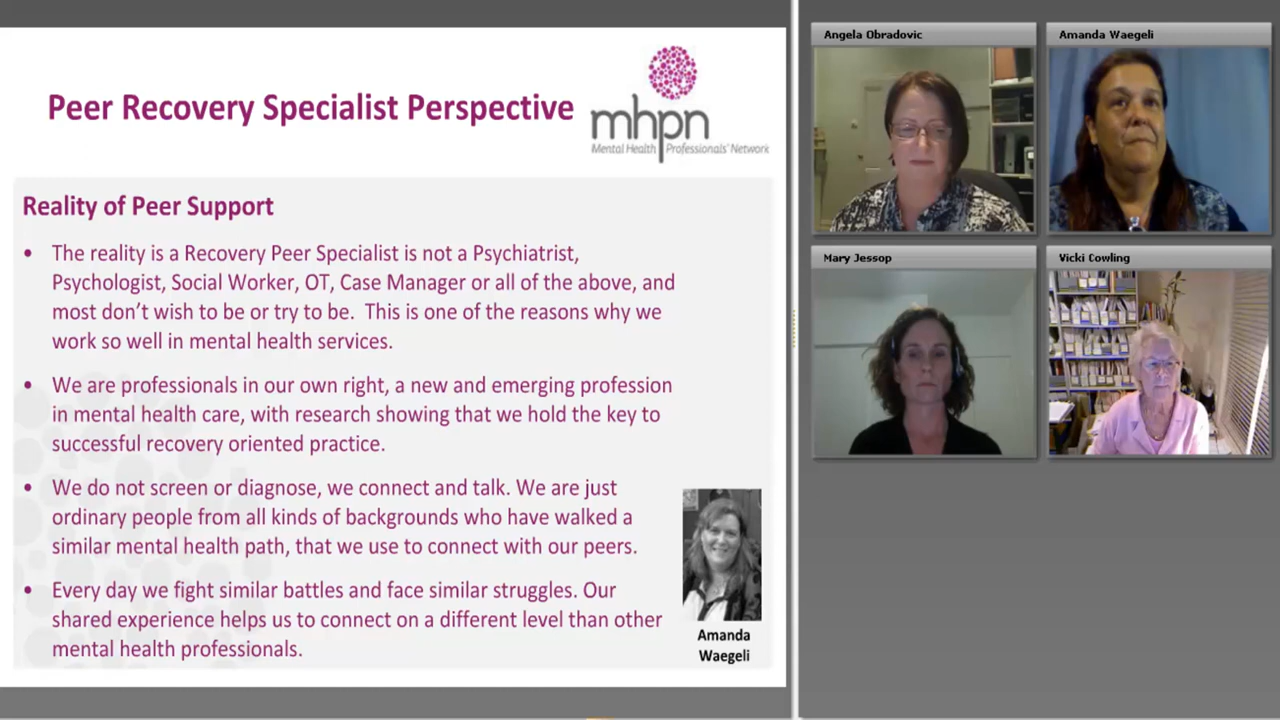 Peer Recovery Specialist Perspective
mhpn
Mental Health Professionals' Network
Reality of Peer Support
• The reality is a Recovery Peer Specialist is not a Psychiatrist,
Psychologist, Social Worker, OT, Case Manager or all of the above, and
most don't wish to be or try to be. This is one of the reasons why we
work so well in mental health services.
• We are professionals in our own right, a new and emerging profession
in mental health care, with research showing that we hold the key to
successful recovery oriented practice.
• We do not screen or diagnose, we connect and talk. We are just
ordinary people from all kinds of backgrounds who have walked a
similar mental health path, that we use to connect with our peers.
• Every day we fight similar battles and face similar struggles. Our
shared experience helps us to connect on a different level than other
mental health professionals.
Amanda
Waegeli
Angela Obradovic
Amanda Waegeli
Mary Jessop
Vicki Cowling